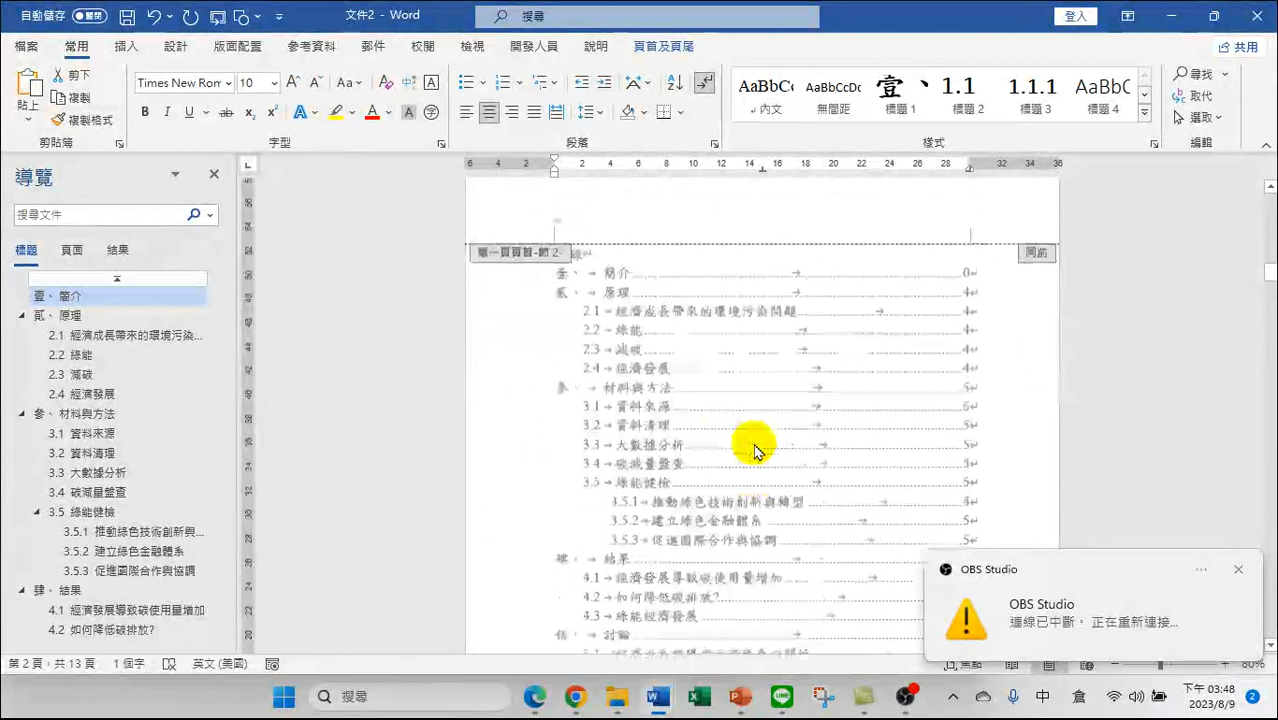 自動儲存 文件2 - Word 搜尋 登入
檔案 常用 插入 設計 版面配置 參考資料 郵件 校閱 檢視 開發人員 說明 頁首及頁尾 共用
貼上 剪下 複製 複製格式
Times New Rom 10
AaBbC AaBbCcDc 壹、 1.1 1.1.1 AaBbC
內文 無間距 標題 1 標題 2 標題 3 標題 4
尋找 取代 選取
剪貼簿 字型 段落 樣式 編輯
6 4 2 2 4 6 8 10 12 14 16 18 20 22 24 26 28 32 34 36
導覽
搜尋文件
標題 頁面 結果
壹、 簡介
貳、 原理
2.1 經濟成長帶來的環境污染...
2.2 綠能
2.3 減碳
2.4 經濟發展
參、 材料與方法
3.1 資料來源
3.2 資料清理
3.3 大數據分析
3.4 碳減量盤查
3.5 綠能健檢
3.5.1 推動綠色技術創新與...
3.5.2 建立綠色金融體系
3.5.3 促進國際合作與協調
肆、 結果
4.1 經濟發展導致碳使用量增加
4.2 如何降低碳排放?
第一頁頁首-節 2- 錄 同前
壹、 簡介 0
貳、 原理 4
2.1 經濟成長帶來的環境污染問題 4
2.2 綠能 4
2.3 減碳 4
2.4 經濟發展 4
參、 材料與方法 5
3.1 資料來源
3.2 資料清理 5
3.3 大數據分析 5
3.4 碳減量盤查
3.5 綠能健檢 5
3.5.1 推動綠色技術創新與轉型
3.5.2 建立綠色金融體系 5
3.5.3 促進國際合作與協調 5
肆、 結果
4.1 經濟發展導致碳使用量增加
4.2 如何降低碳排放?
4.3 綠能經濟發展
伍、 討論
OBS Studio
OBS Studio
連線已中斷。 正在重新連接...
第 2 頁，共 13 頁 1 個字 英文 (美國) 焦點 80%
搜尋 中 下午 03:48
2023/8/9 2